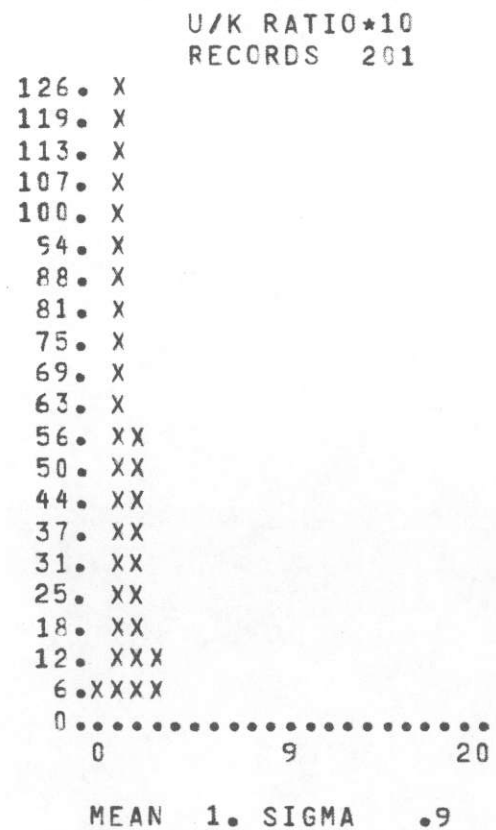 U/K RATIO*10
RECORDS 201
126. X
119. X
113. X
107. X
100. X
94. X
88. X
81. X
75. X
69. X
63. X
56. XX
50. XX
44. XX
37. XX
31. XX
25. XX
18. XX
12. XXX
6.XXXX
0.......................
0 9 20
MEAN 1. SIGMA .9